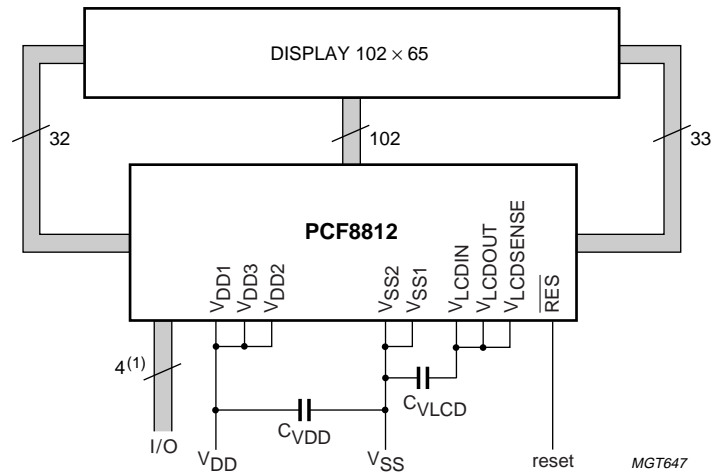 DISPLAY 102 × 65
32
102
33
PCF8812
VDD1
VDD3
VDD2
VSS2
VSS1
VLCDIN
VLCDOUT
VLCDSENSE
RES
4(1)
CVLCD
CVDD
I/O
VDD
VSS
reset
MGT647